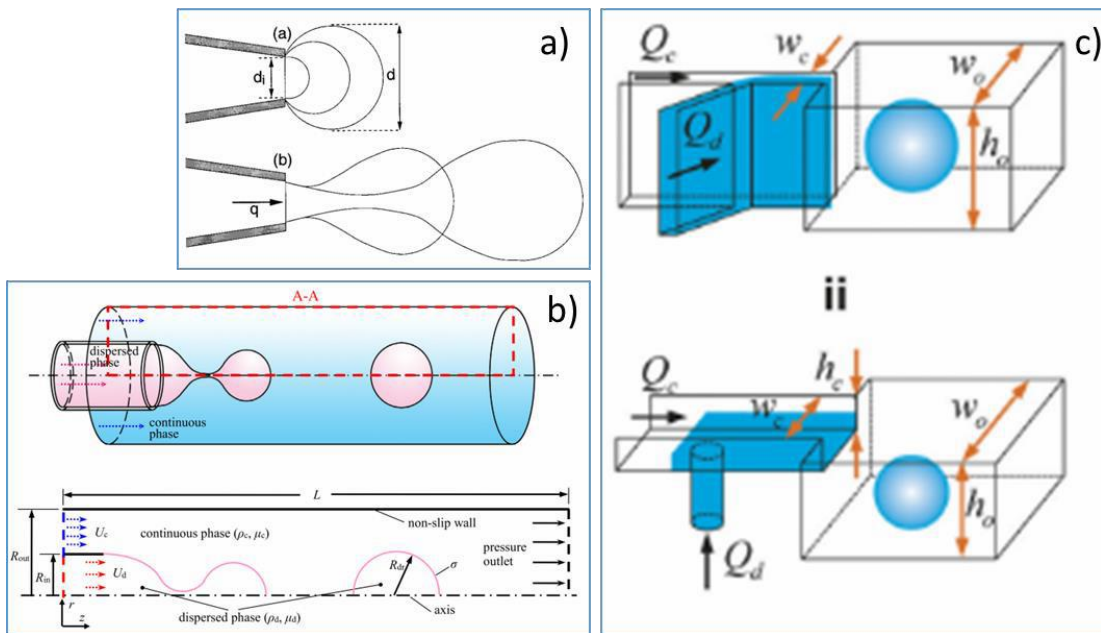 a)
(a)
di
d
(b)
q
b)
A-A
dispersed
phase
continuous
phase
L
non-slip wall
Uc
continuous phase (ρc, μc)
pressure
outlet
Rout
Rin
Ud
Rdr
σ
axis
r
z
dispersed phase (ρd, μd)
c)
Qc
wc
wo
Qd
ho
ii
Qc
hc
wc
wo
ho
Qd